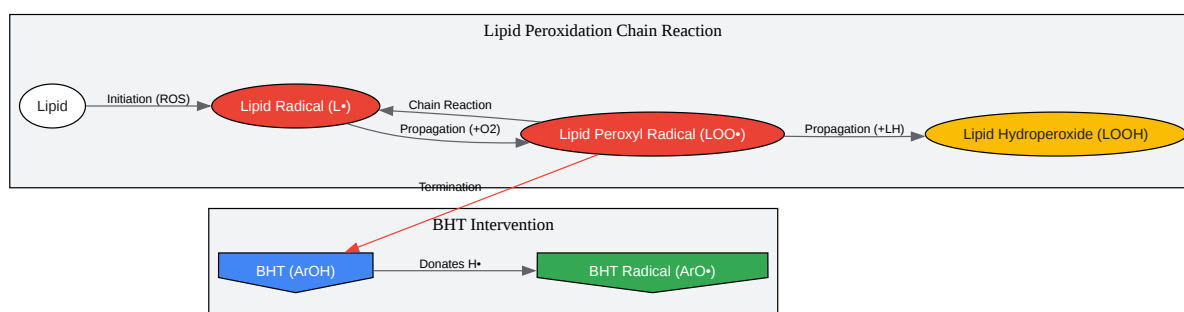 Lipid Peroxidation Chain Reaction
Lipid
Initiation (ROS)
Lipid Radical (L•)
Chain Reaction
Propagation (+O2)
Lipid Peroxyl Radical (LOO•)
Propagation (+LH)
Lipid Hydroperoxide (LOOH)
Termination
BHT Intervention
BHT (ArOH)
Donates H•
BHT Radical (ArO•)